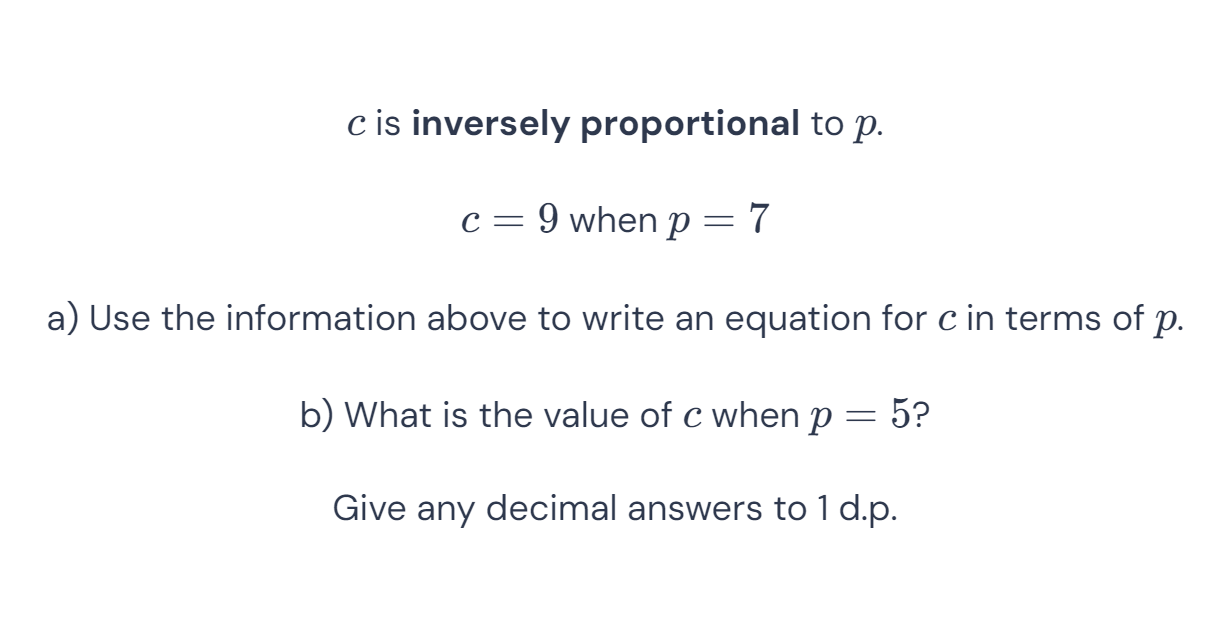 c is inversely proportional to p.
c = 9 when p = 7
a) Use the information above to write an equation for c in terms of p.
b) What is the value of c when p = 5?
Give any decimal answers to 1 d.p.